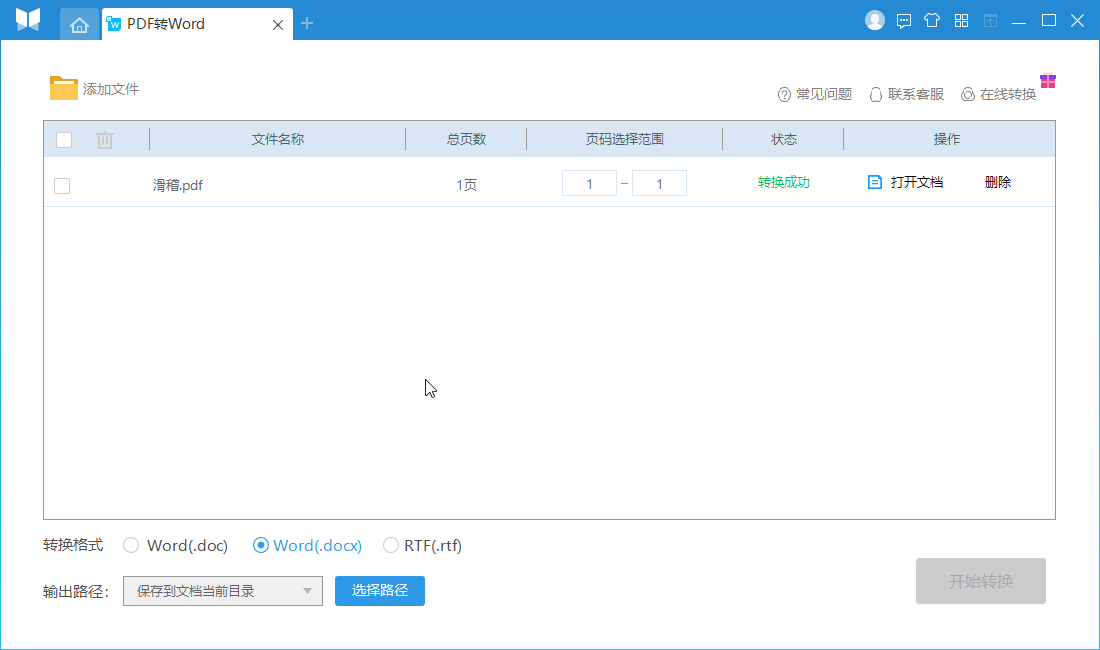 PDF转Word
添加文件
常见问题 联系客服 在线转换
文件名称 总页数 页码选择范围 状态 操作
滑稽.pdf 1页 1 – 1 转换成功 打开文档 删除
转换格式 Word(.doc) Word(.docx) RTF(.rtf)
输出路径： 保存到文档当前目录 选择路径
开始转换